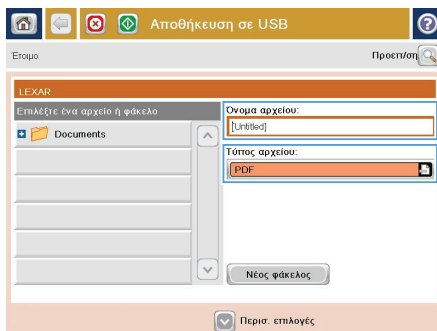 Αποθήκευση σε USB
Έτοιμο
Προεπ/ση
LEXAR
Επιλέξτε ένα αρχείο ή φάκελο
Όνομα αρχείου:
Documents
[Untitled]
Τύπος αρχείου:
PDF
Νέος φάκελος
Περισ. επιλογές